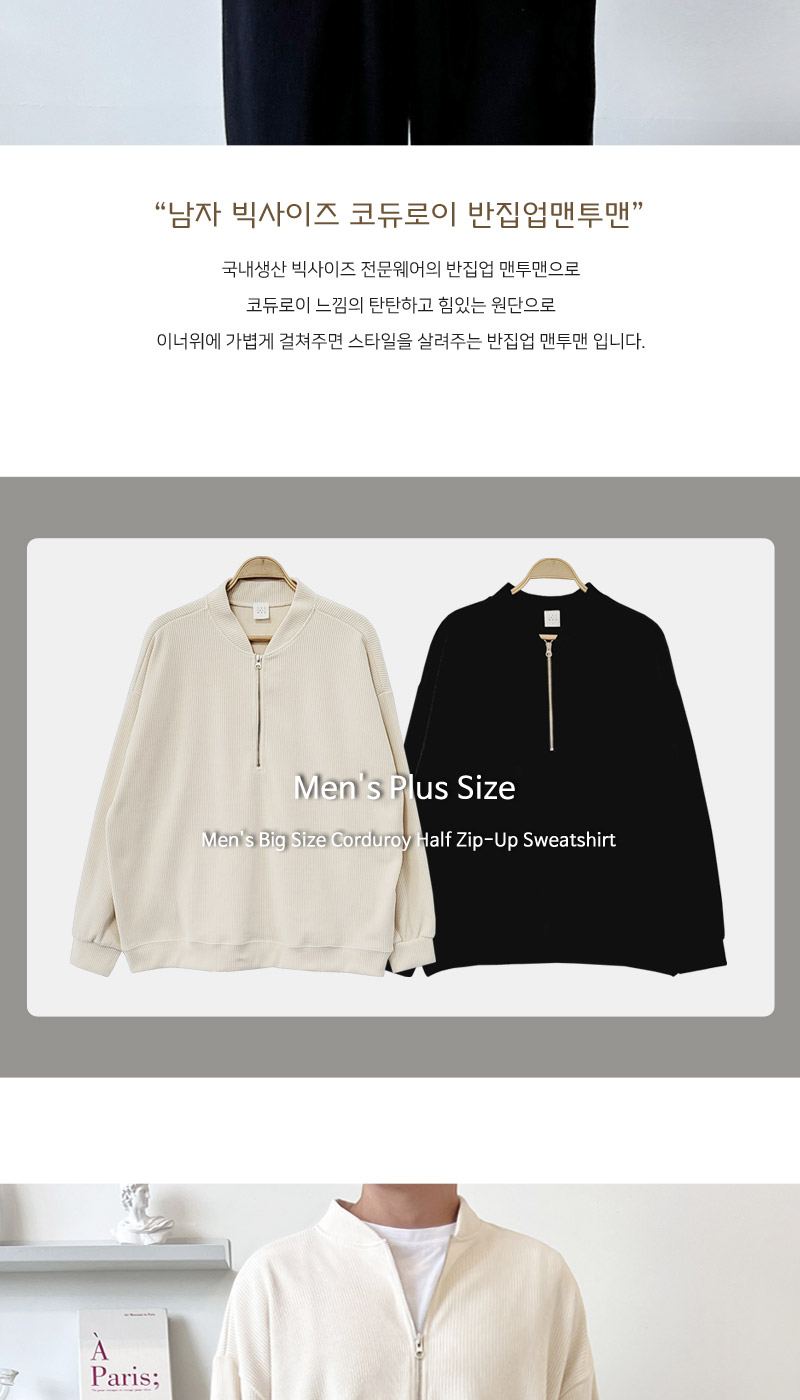 “남자 빅사이즈 코듀로이 반집업맨투맨”
국내생산 빅사이즈 전문웨어의 반집업 맨투맨으로
코듀로이 느낌의 탄탄하고 힘있는 원단으로
이너위에 가볍게 걸쳐주면 스타일을 살려주는 반집업 맨투맨 입니다.
Men's Plus Size
Men's Big Size Corduroy Half Zip-Up Sweatshirt
À
Paris;